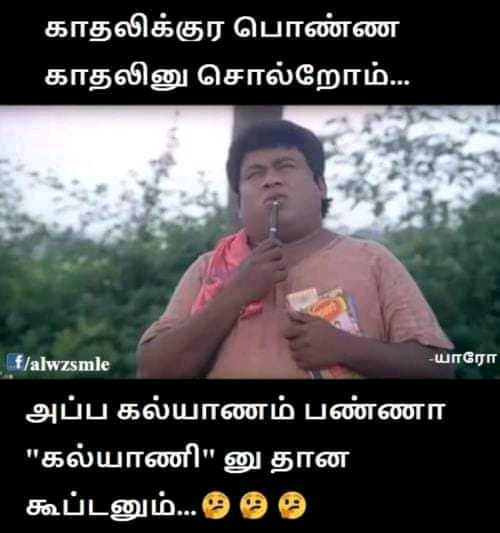 காதலிக்குர பொண்ண
காதலினு சொல்றோம்...
f/alwzsmle
-யாரோ
அப்ப கல்யாணம் பண்ணா
"கல்யாணி" னு தான
கூப்டனும்...🤔🤔🤔